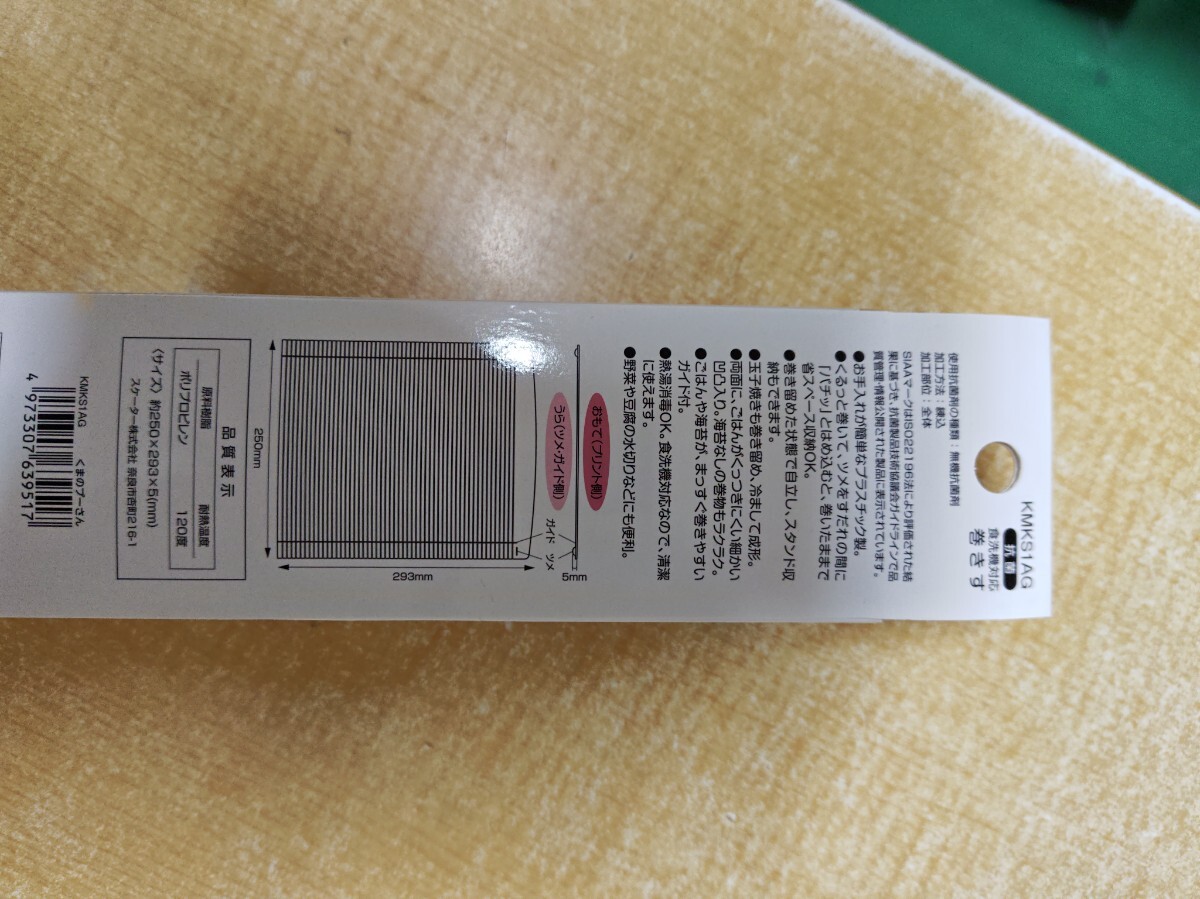 KMKS1AG
抗菌
食洗機対応
巻きす
使用抗菌剤の種類：無機抗菌剤
加工方法：練込
加工部位：全体
SIAAマークはISO22196法により評価された結
果に基づき、抗菌製品技術協議会ガイドラインで品
質管理・情報公開された製品に表示されています。
●お手入れが簡単なプラスチック製。
●くるっと巻いて、ツメをすだれの間に
「パチッ」とはめ込むと、巻いたままで
省スペース収納OK。
●巻き留めた状態で自立し、スタンド収
納もできます。
●玉子焼きも巻き留め、冷まして成形。
●両面に、ごはんがくっつきにくい細かい
凹凸入り。海苔なしの巻物もラクラク。
●ごはんや海苔が、まっすぐ巻きやすい
ガイド付。
●熱湯消毒OK。食洗機対応なので、清潔
に使えます。
●野菜や豆腐の水切りなどにも便利。
おもて(プリント側)
うら(ツメ・ガイド側)
ガイド
ツメ
5mm
293mm
250mm
品質表示
原料樹脂
耐熱温度
ポリプロピレン
120度
〈サイズ〉約250×293×5(mm)
スケーター株式会社 奈良市杏町216-1
KMKS1AG
くまのプーさん
4 973307 639517